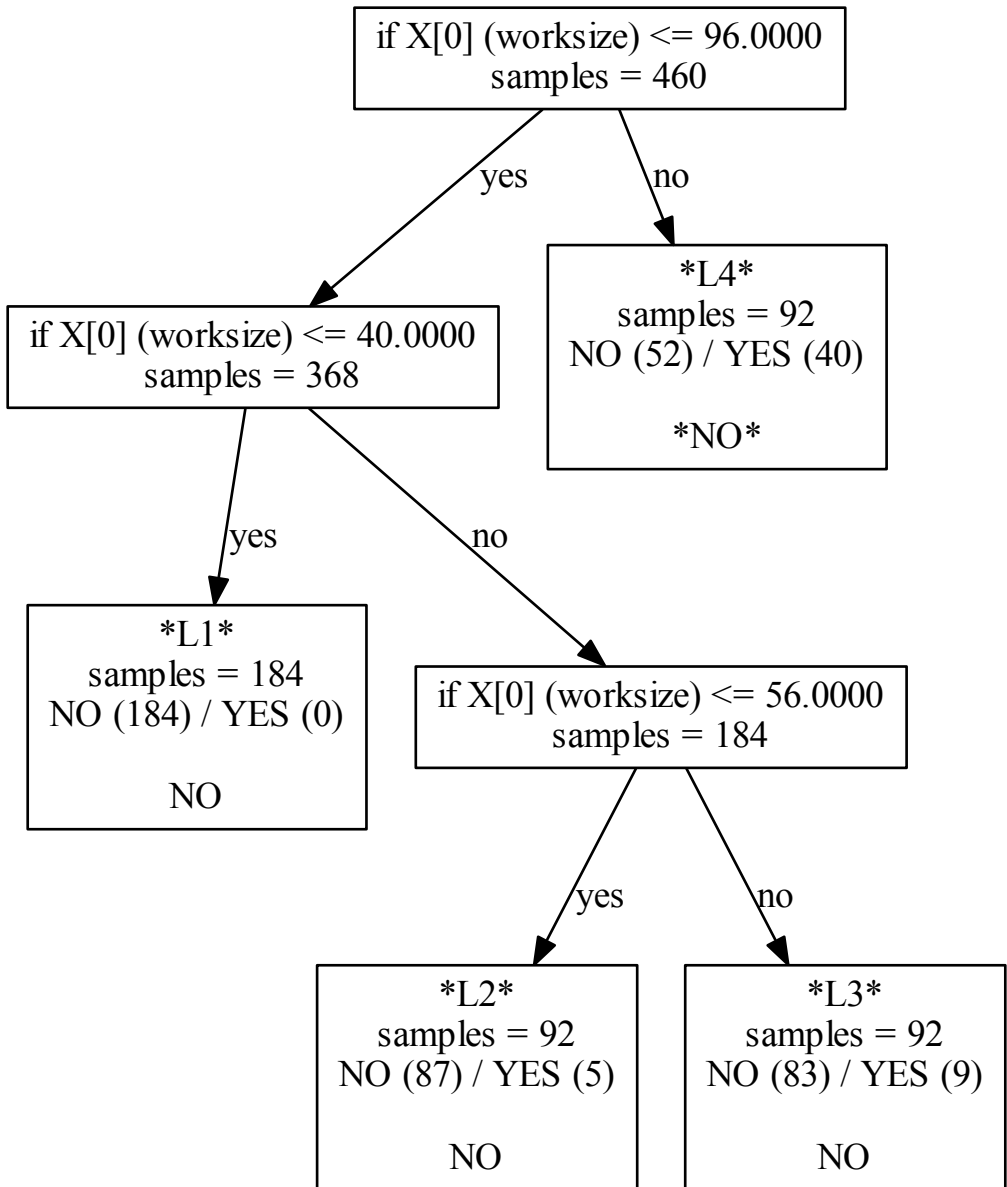 if X[0] (worksize) <= 96.0000
samples = 460
yes
no
*L4*
samples = 92
NO (52) / YES (40)
*NO*
if X[0] (worksize) <= 40.0000
samples = 368
yes
no
*L1*
samples = 184
NO (184) / YES (0)
NO
if X[0] (worksize) <= 56.0000
samples = 184
yes
no
*L2*
samples = 92
NO (87) / YES (5)
NO
*L3*
samples = 92
NO (83) / YES (9)
NO